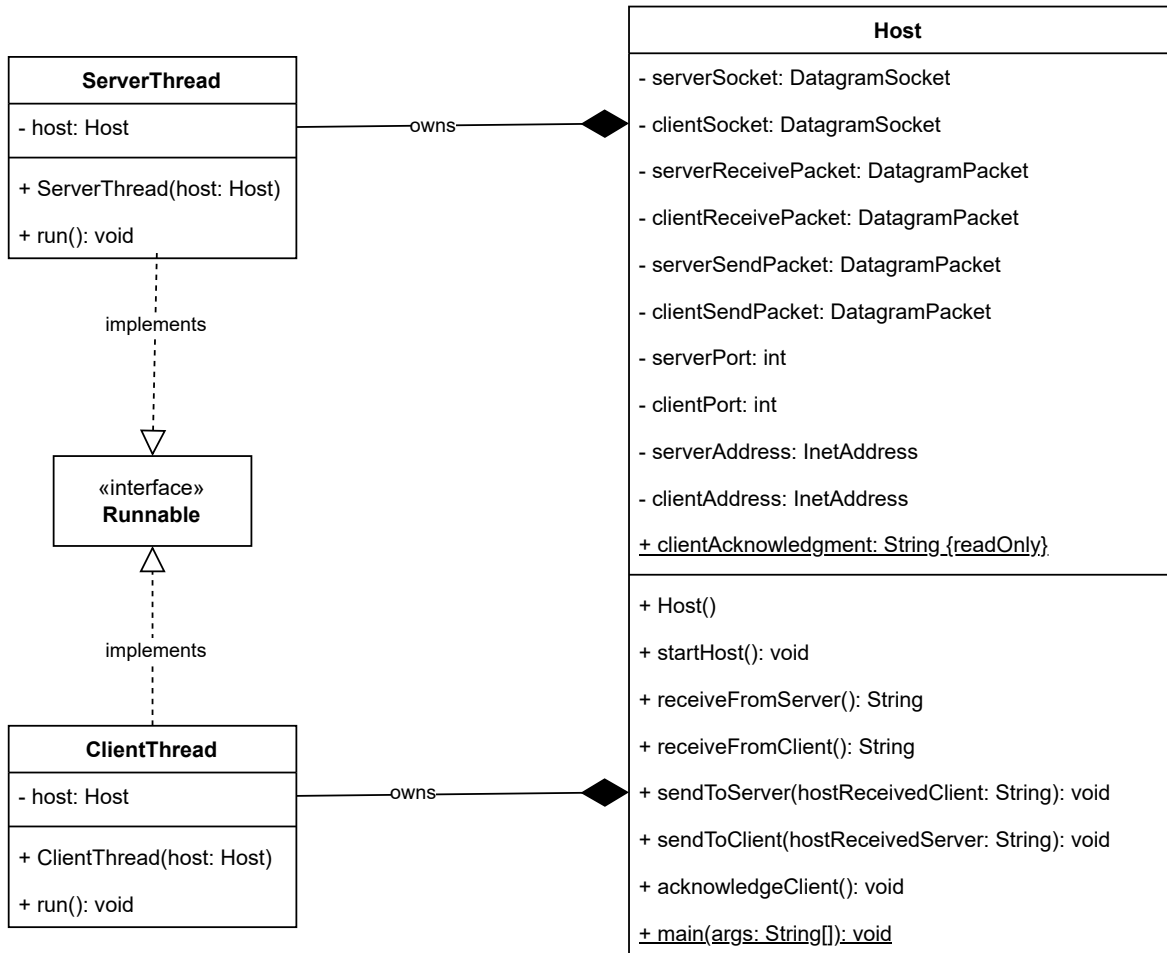 ServerThread
- host: Host
+ ServerThread(host: Host)
+ run(): void
owns
implements
«interface»
Runnable
implements
ClientThread
- host: Host
+ ClientThread(host: Host)
+ run(): void
owns
Host
- serverSocket: DatagramSocket
- clientSocket: DatagramSocket
- serverReceivePacket: DatagramPacket
- clientReceivePacket: DatagramPacket
- serverSendPacket: DatagramPacket
- clientSendPacket: DatagramPacket
- serverPort: int
- clientPort: int
- serverAddress: InetAddress
- clientAddress: InetAddress
+ clientAcknowledgment: String {readOnly}
+ Host()
+ startHost(): void
+ receiveFromServer(): String
+ receiveFromClient(): String
+ sendToServer(hostReceivedClient: String): void
+ sendToClient(hostReceivedServer: String): void
+ acknowledgeClient(): void
+ main(args: String[]): void